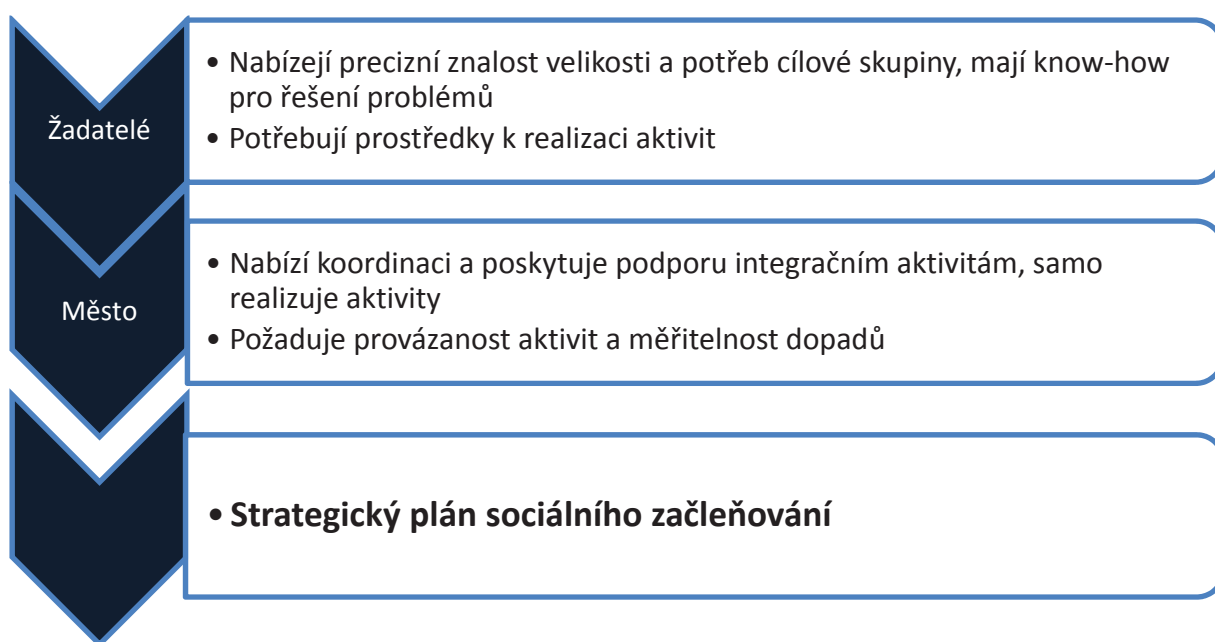 Žadatelé
• Nabízejí precizní znalost velikosti a potřeb cílové skupiny, mají know-how
pro řešení problémů
• Potřebují prostředky k realizaci aktivit
Město
• Nabízí koordinaci a poskytuje podporu integračním aktivitám, samo
realizuje aktivity
• Požaduje provázanost aktivit a měřitelnost dopadů
• Strategický plán sociálního začleňování